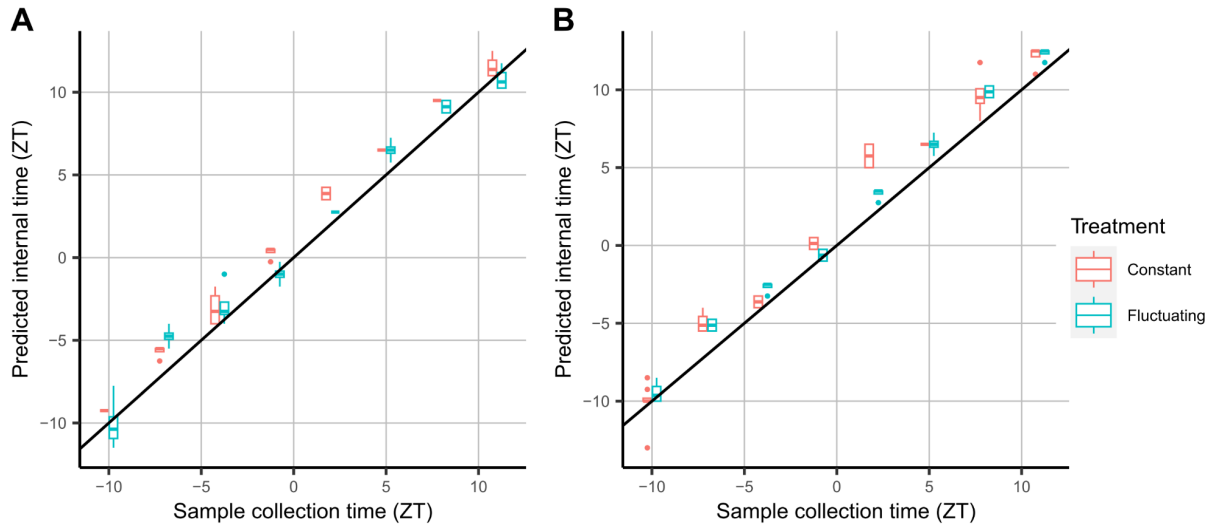 A
B
Predicted internal time (ZT)
10
5
0
−5
−10
−10
−5
0
5
10
Sample collection time (ZT)
Predicted internal time (ZT)
10
5
0
−5
−10
−10
−5
0
5
10
Sample collection time (ZT)
Treatment
Constant
Fluctuating